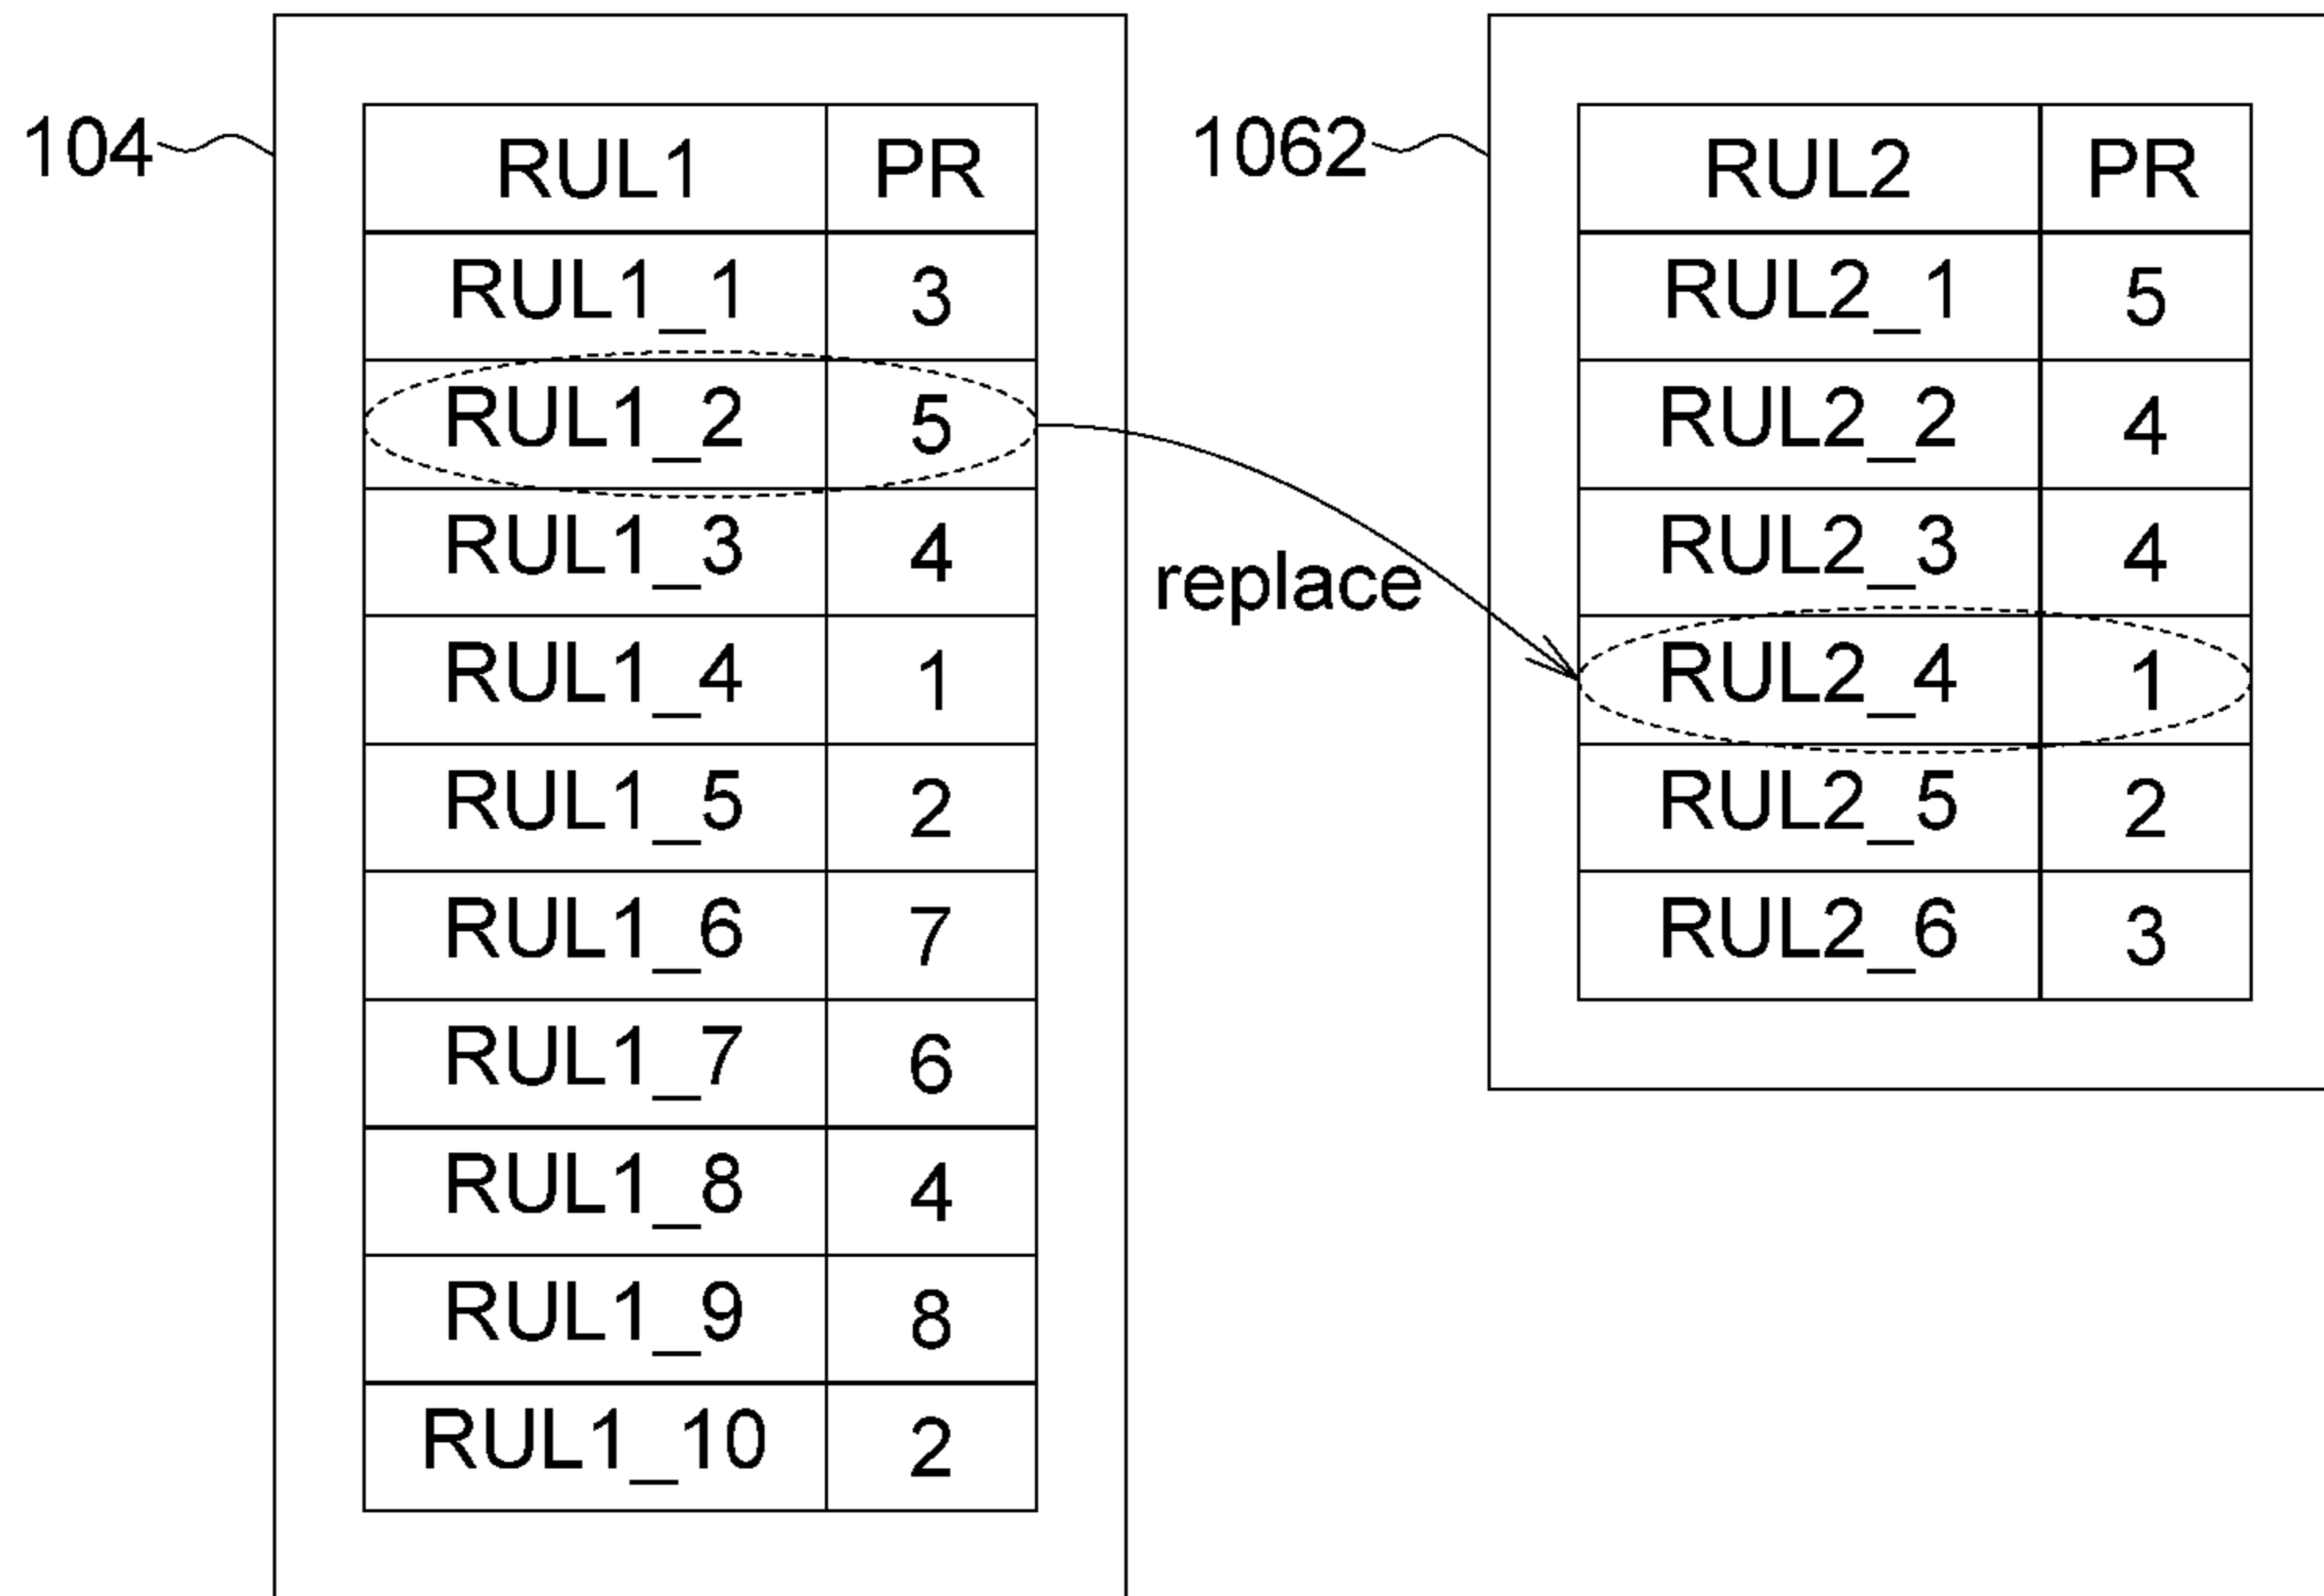 104
RUL1 PR
RUL1_1 3
RUL1_2 5
RUL1_3 4
RUL1_4 1
RUL1_5 2
RUL1_6 7
RUL1_7 6
RUL1_8 4
RUL1_9 8
RUL1_10 2
replace
1062
RUL2 PR
RUL2_1 5
RUL2_2 4
RUL2_3 4
RUL2_4 1
RUL2_5 2
RUL2_6 3